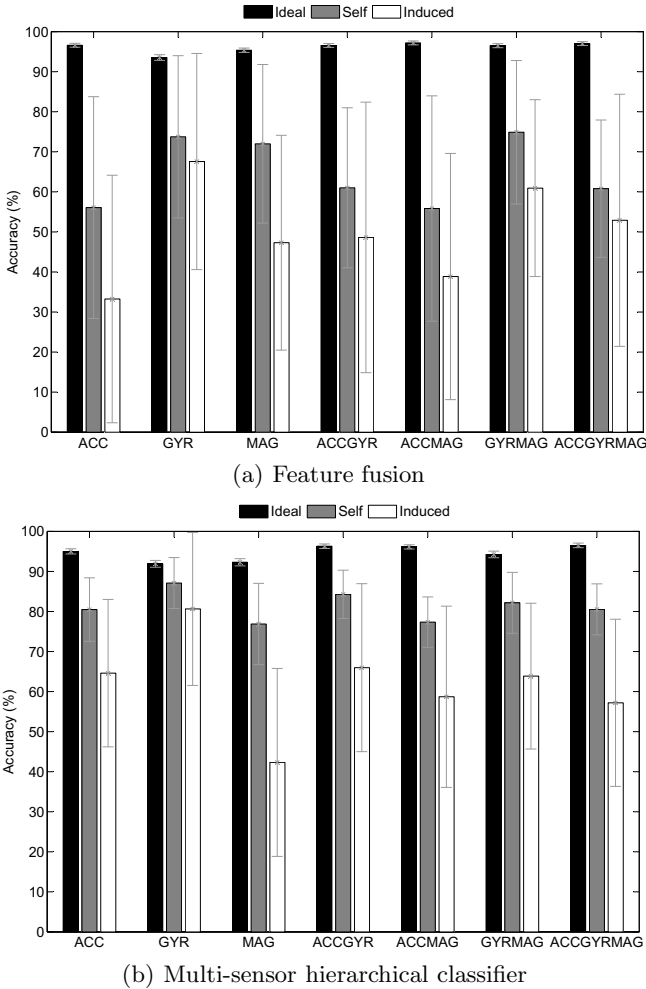 Ideal Self Induced
100
90
80
70
60
50
40
30
20
10
0
Accuracy (%)
ACC GYR MAG ACCGYR ACCMAG GYRMAG ACCGYRMAG
(a) Feature fusion
Ideal Self Induced
100
90
80
70
60
50
40
30
20
10
0
Accuracy (%)
ACC GYR MAG ACCGYR ACCMAG GYRMAG ACCGYRMAG
(b) Multi-sensor hierarchical classifier